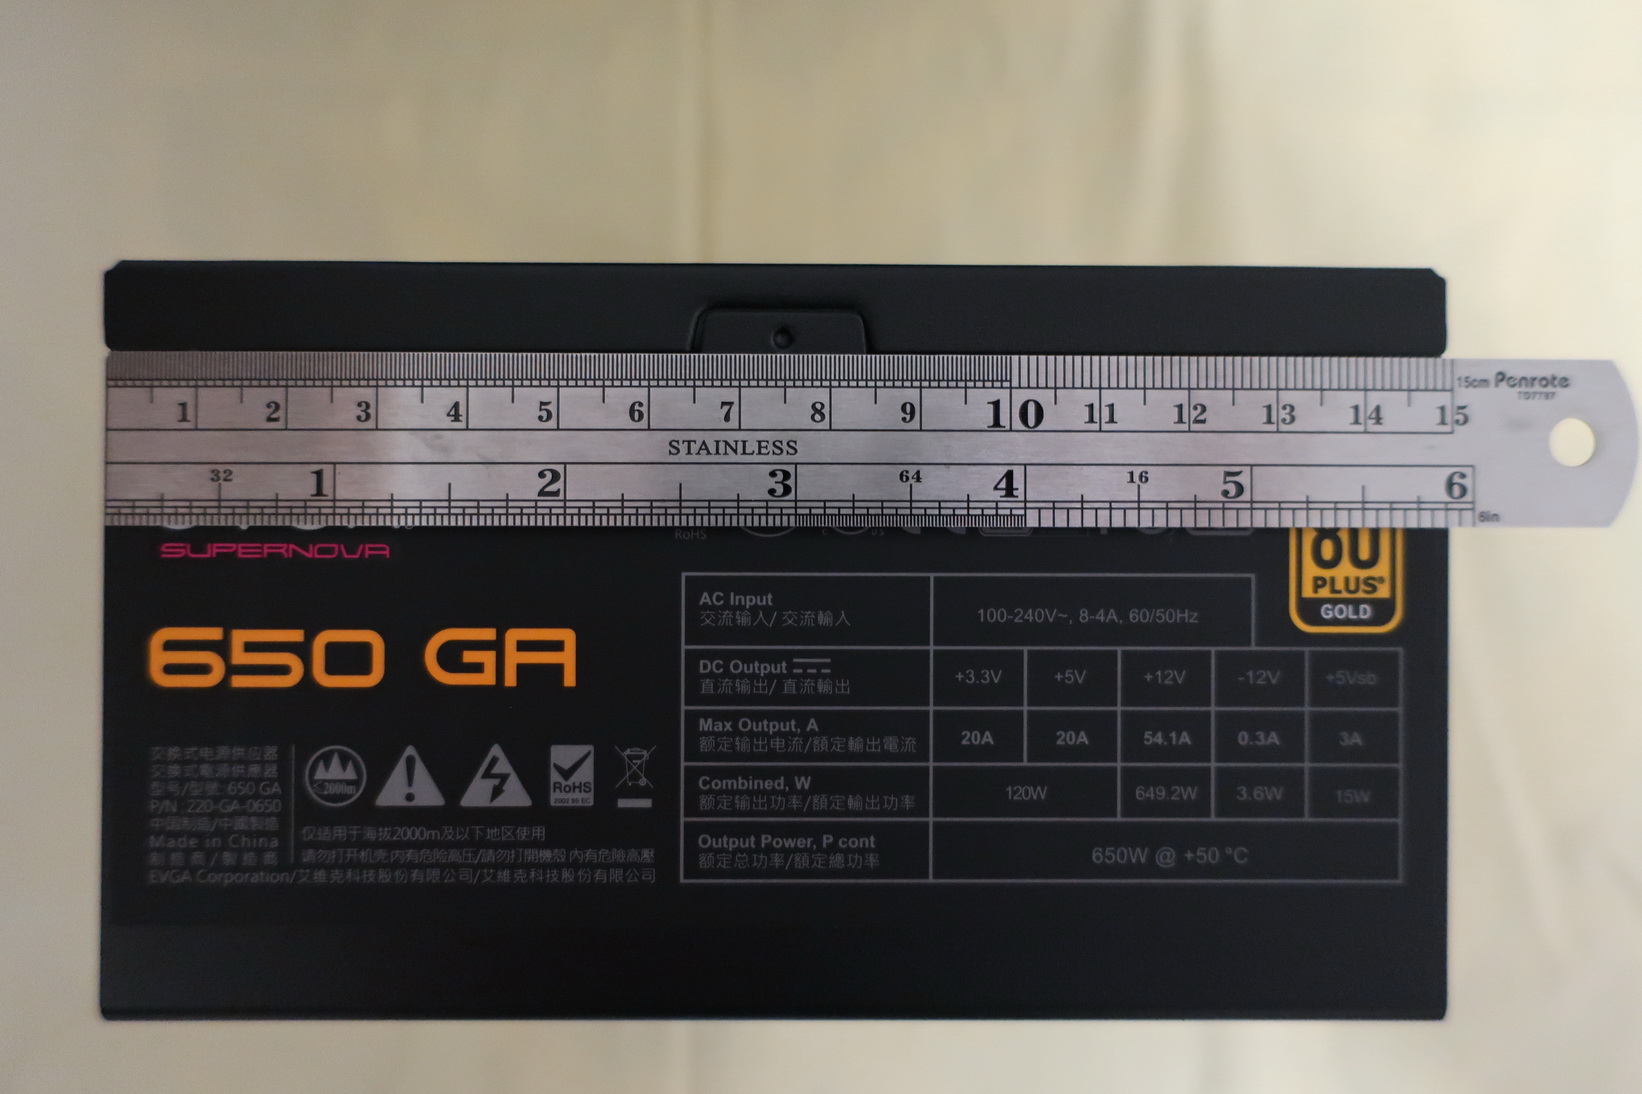 15cm Penrote
TD7787
1 2 3 4 5 6 7 8 9 10 11 12 13 14 15
STAINLESS
32 1 2 3 64 4 16 5 6
6in
SUPERNOVA
RoHS
80
PLUS®
GOLD
650 GA
AC Input
交流输入/ 交流輸入
100-240V~, 8-4A, 60/50Hz
DC Output
直流输出/ 直流輸出
+3.3V +5V +12V -12V +5Vsb
Max Output, A
额定输出电流/額定輸出電流
20A 20A 54.1A 0.3A 3A
Combined, W
额定输出功率/額定輸出功率
120W 649.2W 3.6W 15W
Output Power, P cont
额定总功率/額定總功率
650W @ +50 °C
交换式电源供应器
交換式電源供應器
型号/型號: 650 GA
P/N :220-GA-0650
中国制造/中國製造
Made in China
制造商/製造商
EVGA Corporation/艾维克科技股份有限公司/艾維克科技股份有限公司
≤2000m
RoHS
2002 95 EC
仅适用于海拔2000m及以下地区使用
请勿打开机壳 内有危险高压/請勿打開機殼 內有危險高壓